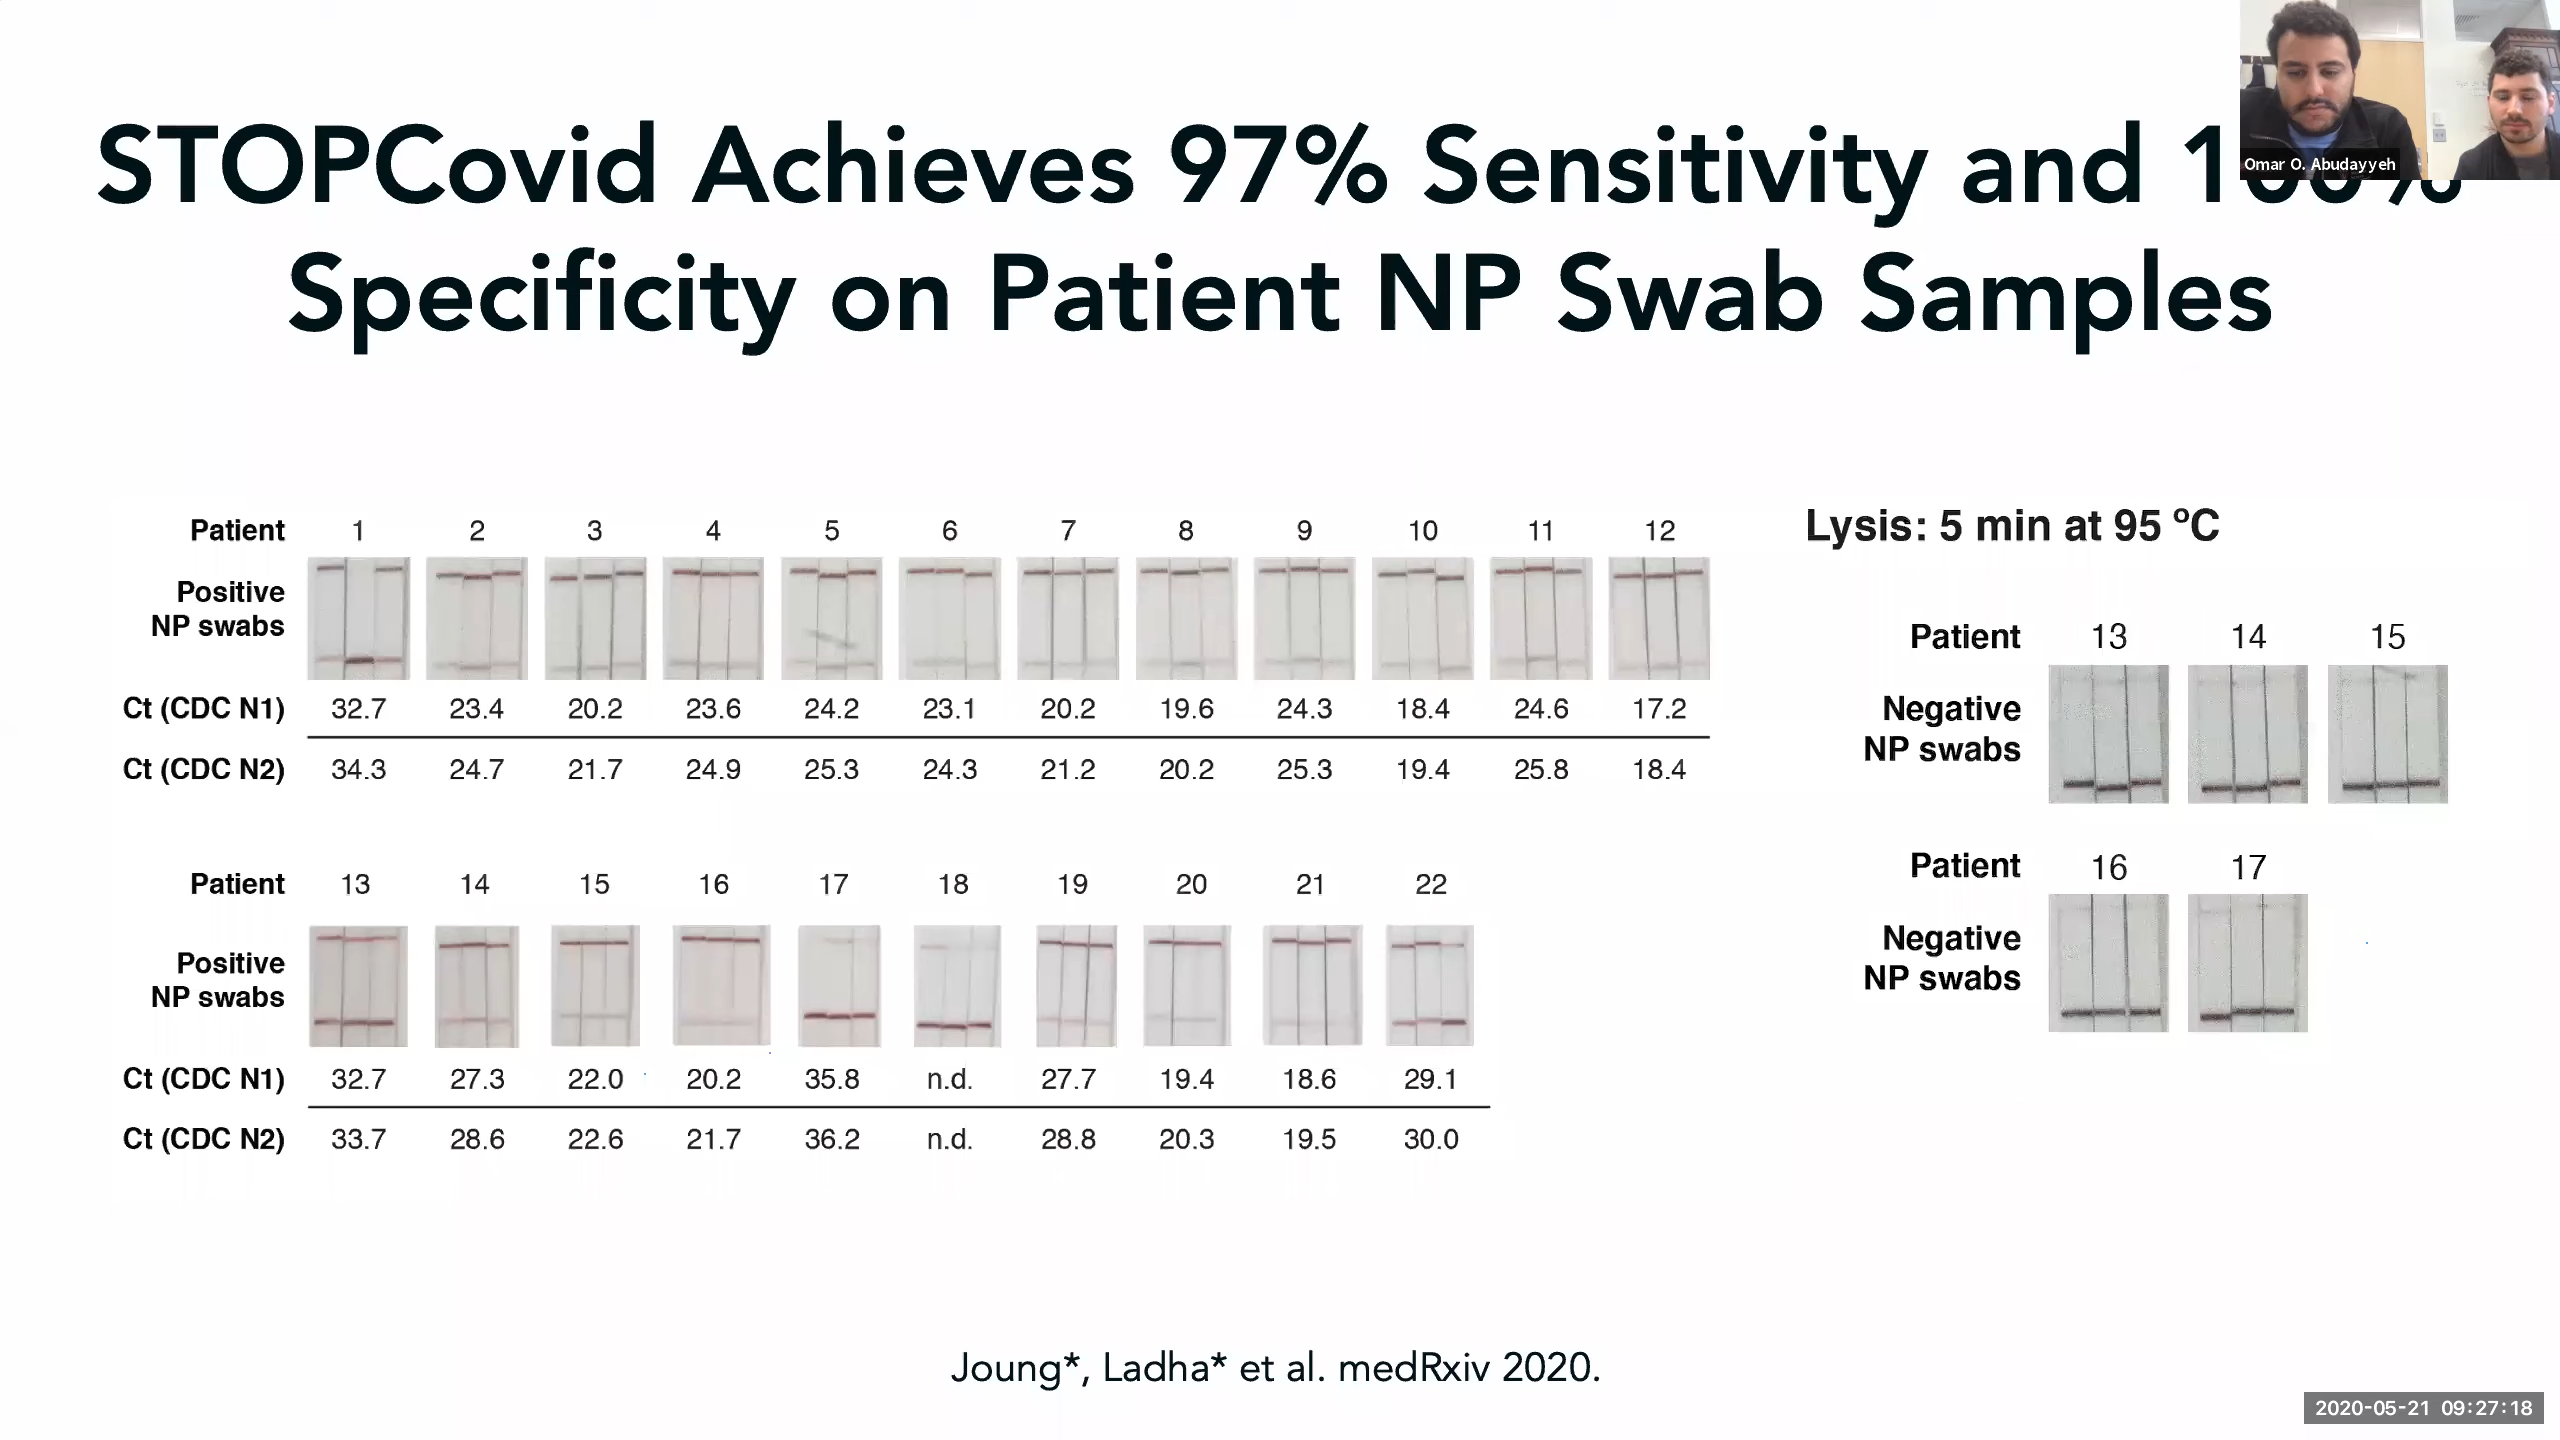 STOPCovid Achieves 97% Sensitivity and 100%
Specificity on Patient NP Swab Samples
Omar O. Abudayyeh
Patient 1 2 3 4 5 6 7 8 9 10 11 12
Positive
NP swabs
Ct (CDC N1) 32.7 23.4 20.2 23.6 24.2 23.1 20.2 19.6 24.3 18.4 24.6 17.2
Ct (CDC N2) 34.3 24.7 21.7 24.9 25.3 24.3 21.2 20.2 25.3 19.4 25.8 18.4
Patient 13 14 15 16 17 18 19 20 21 22
Positive
NP swabs
Ct (CDC N1) 32.7 27.3 22.0 20.2 35.8 n.d. 27.7 19.4 18.6 29.1
Ct (CDC N2) 33.7 28.6 22.6 21.7 36.2 n.d. 28.8 20.3 19.5 30.0
Lysis: 5 min at 95 ºC
Patient 13 14 15
Negative
NP swabs
Patient 16 17
Negative
NP swabs
Joung*, Ladha* et al. medRxiv 2020.
2020-05-21 09:27:18